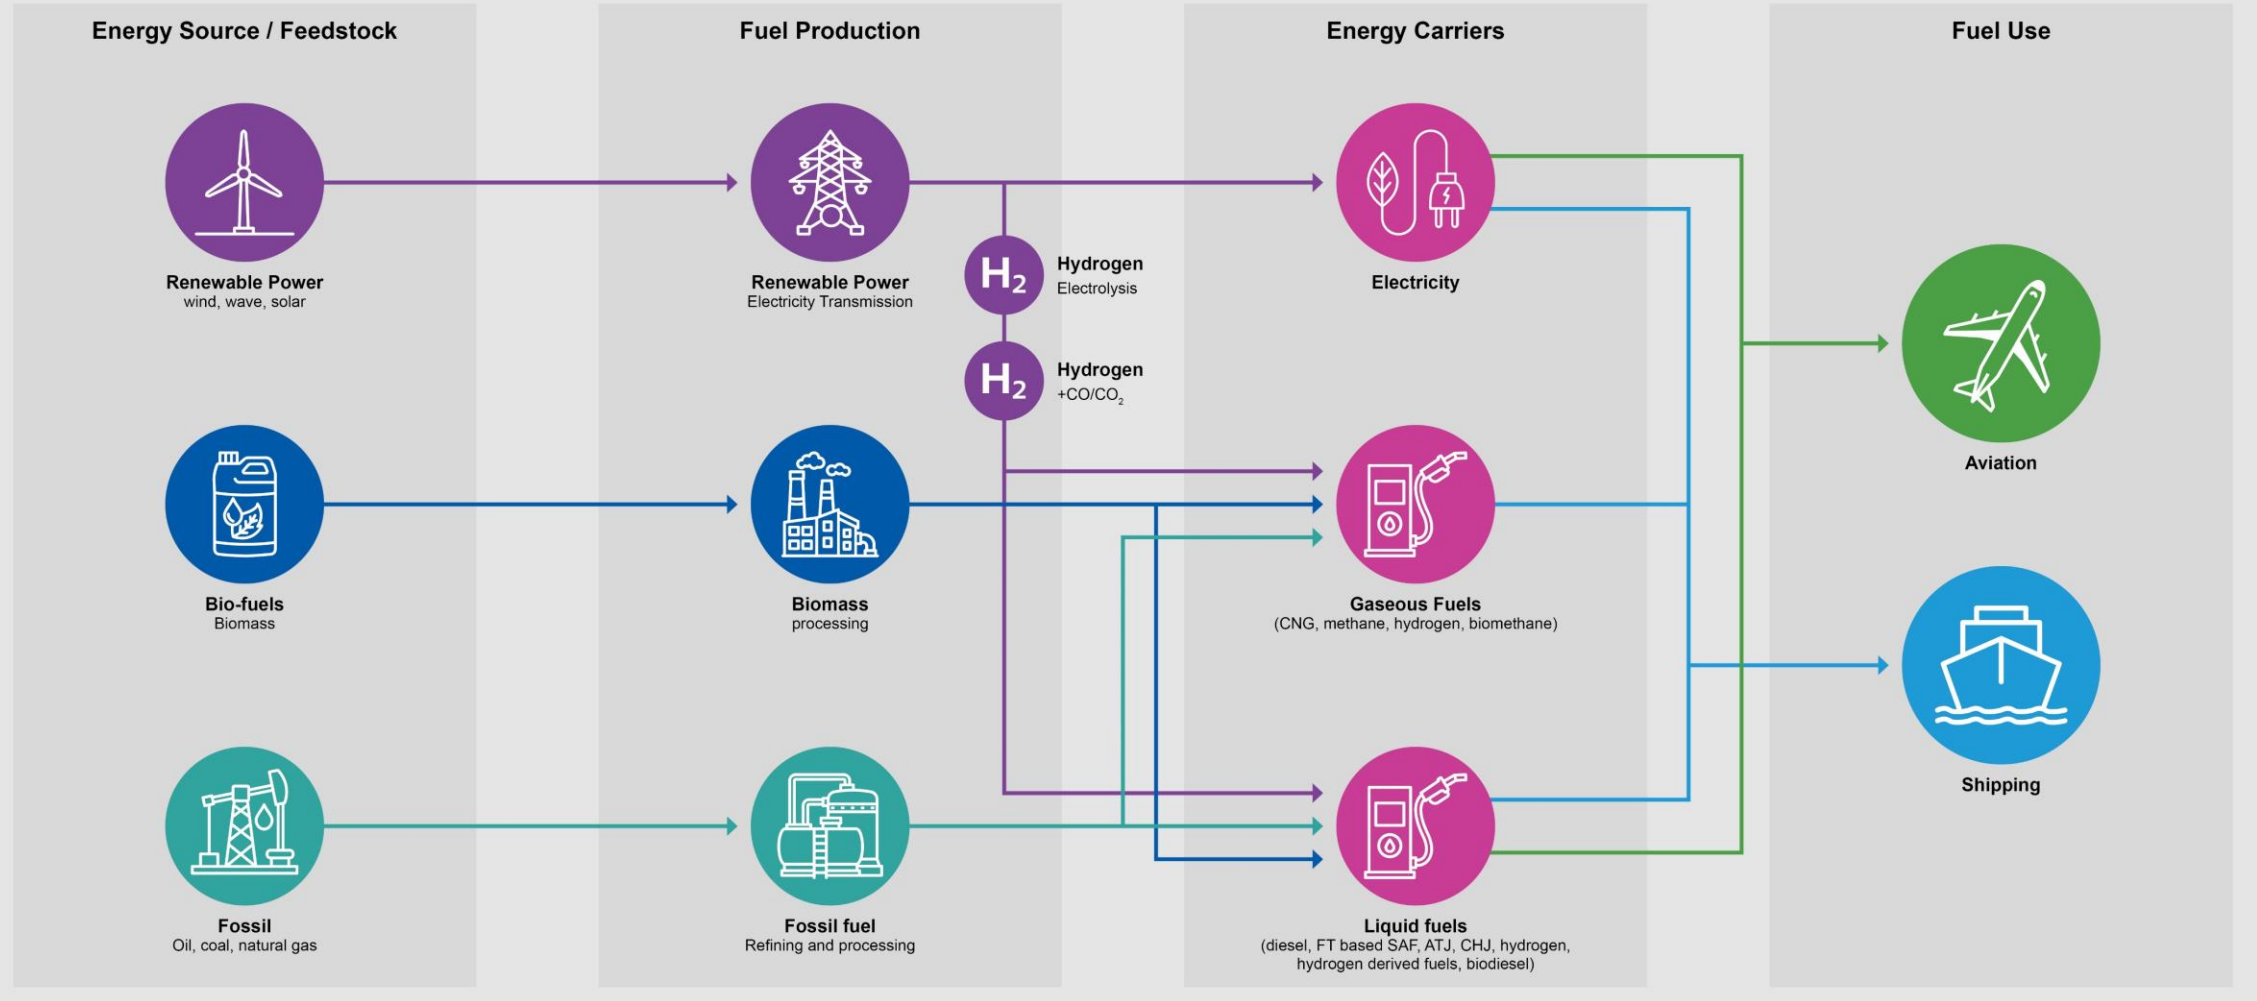 Energy Source / Feedstock
Fuel Production
Energy Carriers
Fuel Use
Renewable Power
wind, wave, solar
Renewable Power
Electricity Transmission
H₂
Hydrogen
Electrolysis
H₂
Hydrogen
+CO/CO₂
Electricity
Aviation
Bio-fuels
Biomass
Biomass
processing
Gaseous Fuels
(CNG, methane, hydrogen, biomethane)
Shipping
Fossil
Oil, coal, natural gas
Fossil fuel
Refining and processing
Liquid fuels
(diesel, FT based SAF, ATJ, CHJ, hydrogen,
hydrogen derived fuels, biodiesel)